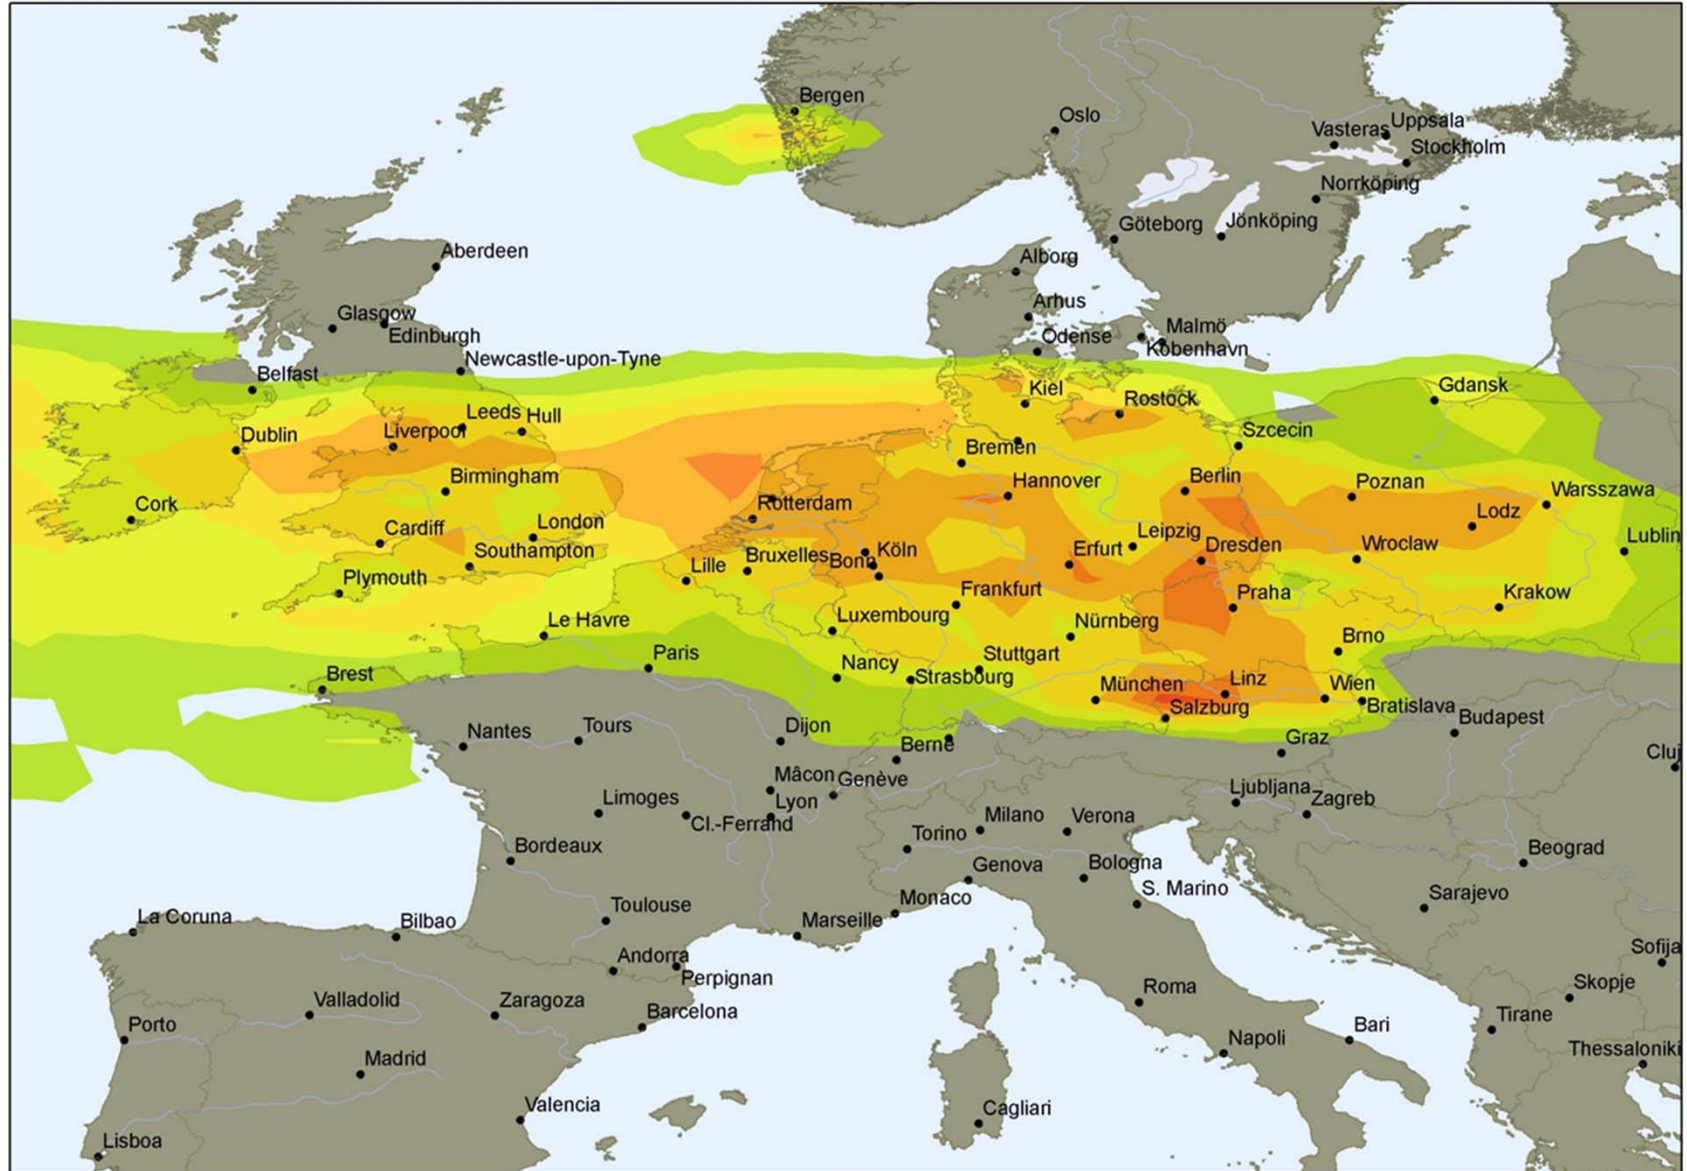 Bergen
Oslo
Vasteras
Uppsala
Stockholm
Norrköping
Göteborg
Jönköping
Aberdeen
Alborg
Arhus
Glasgow
Edinburgh
Odense
Malmö
Kobenhavn
Newcastle-upon-Tyne
Belfast
Kiel
Gdansk
Rostock
Leeds
Hull
Liverpool
Dublin
Szcecin
Bremen
Birmingham
Hannover
Berlin
Poznan
Warsszawa
Cork
Rotterdam
Lodz
Cardiff
London
Leipzig
Lublin
Southampton
Bruxelles
Bonn
Köln
Erfurt
Dresden
Wroclaw
Lille
Plymouth
Frankfurt
Praha
Krakow
Le Havre
Luxembourg
Nürnberg
Brno
Paris
Stuttgart
Brest
Nancy
Strasbourg
München
Linz
Wien
Salzburg
Bratislava
Nantes
Tours
Dijon
Berne
Graz
Budapest
Cluj
Mâcon
Genève
Ljubljana
Limoges
Lyon
Zagreb
Cl.-Ferrand
Milano
Verona
Torino
Bordeaux
Genova
Bologna
Beograd
S. Marino
Monaco
Sarajevo
La Coruna
Bilbao
Toulouse
Marseille
Sofija
Andorra
Perpignan
Roma
Skopje
Valladolid
Zaragoza
Barcelona
Tirane
Porto
Bari
Napoli
Thessaloniki
Madrid
Valencia
Cagliari
Lisboa